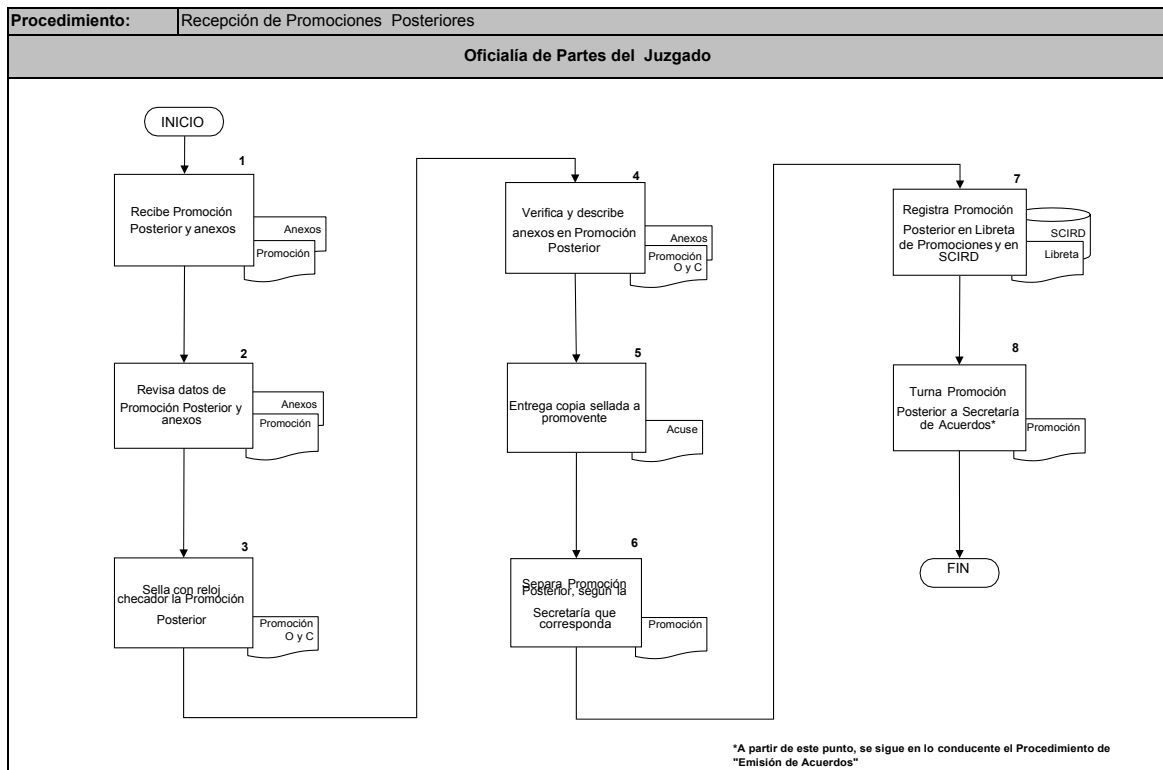 Procedimiento: Recepción de Promociones Posteriores
Oficialía de Partes del Juzgado
INICIO
1
Recibe Promoción
Posterior y anexos
Anexos
Promoción
2
Revisa datos de
Promoción Posterior y
anexos
Anexos
Promoción
3
Sella con reloj
checador la Promoción
Posterior
Promoción
O y C
4
Verifica y describe
anexos en Promoción
Posterior
Anexos
Promoción
O y C
5
Entrega copia sellada a
promovente
Acuse
6
Separa Promoción
Posterior, según la
Secretaría que
corresponda
Promoción
7
Registra Promoción
Posterior en Libreta
de Promociones y en
SCIRD
SCIRD
Libreta
8
Turna Promoción
Posterior a Secretaría
de Acuerdos*
Promoción
FIN
*A partir de este punto, se sigue en lo conducente el Procedimiento de
"Emisión de Acuerdos"